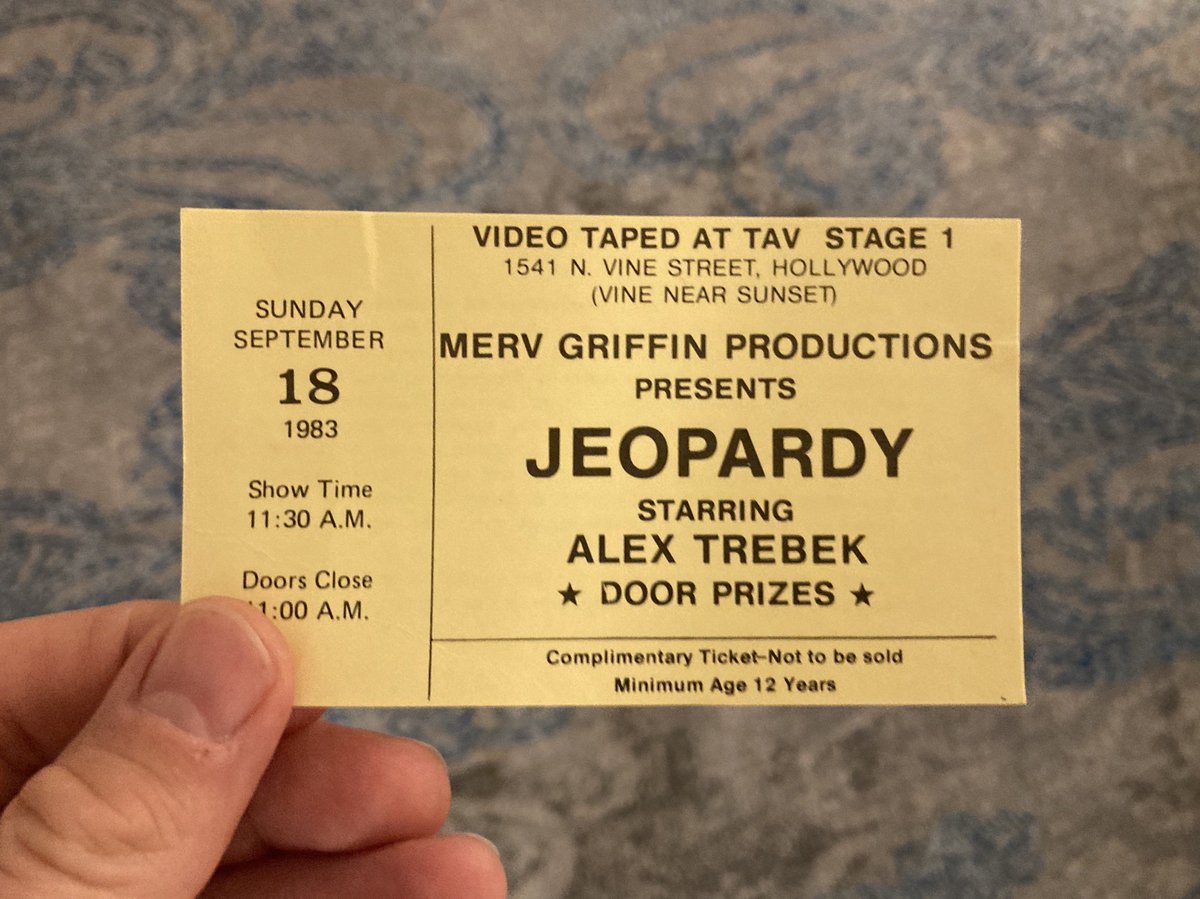 SUNDAY
SEPTEMBER
18
1983
Show Time
11:30 A.M.
Doors Close
11:00 A.M.
VIDEO TAPED AT TAV STAGE 1
1541 N. VINE STREET, HOLLYWOOD
(VINE NEAR SUNSET)
MERV GRIFFIN PRODUCTIONS
PRESENTS
JEOPARDY
STARRING
ALEX TREBEK
★ DOOR PRIZES ★
Complimentary Ticket–Not to be sold
Minimum Age 12 Years